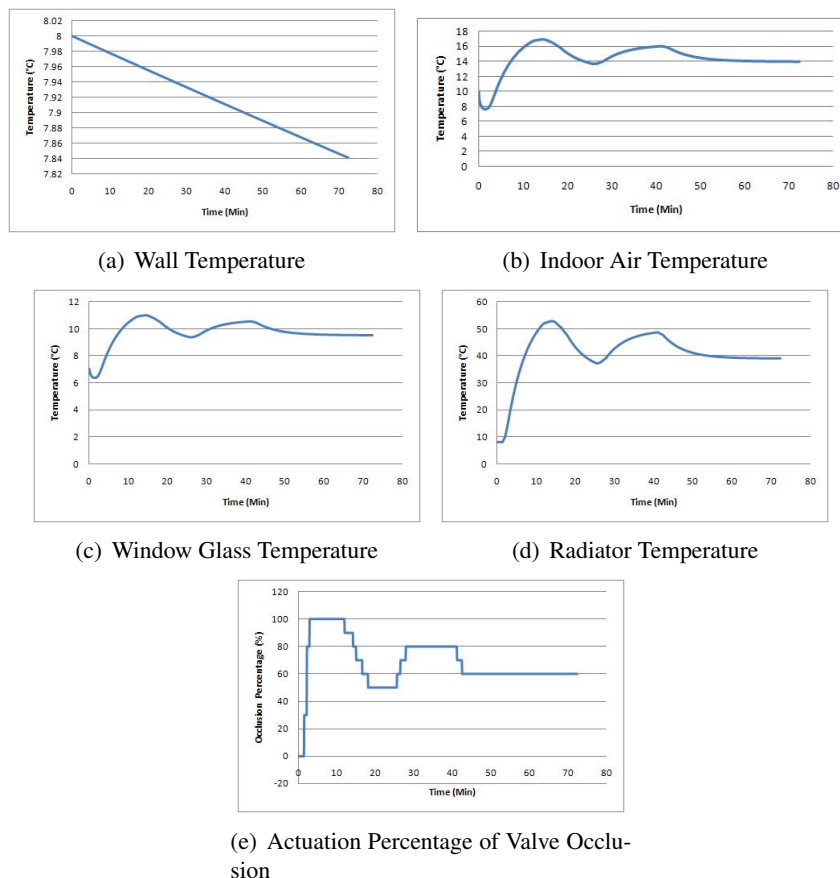 8.02
8
7.98
7.96
7.94
7.92
7.9
7.88
7.86
7.84
7.82
Temperature (°C)
0 10 20 30 40 50 60 70 80
Time (Min)
(a) Wall Temperature
18
16
14
12
10
8
6
4
2
0
Temperature (°C)
0 10 20 30 40 50 60 70 80
Time (Min)
(b) Indoor Air Temperature
12
10
8
6
4
2
0
Temperature (°C)
0 10 20 30 40 50 60 70 80
Time (Min)
(c) Window Glass Temperature
60
50
40
30
20
10
0
Temperature (°C)
0 10 20 30 40 50 60 70 80
Time (Min)
(d) Radiator Temperature
120
100
80
60
40
20
0
-20
Occlusion Percentage (%)
0 10 20 30 40 50 60 70 80
Time (Min)
(e) Actuation Percentage of Valve Occlu-
sion